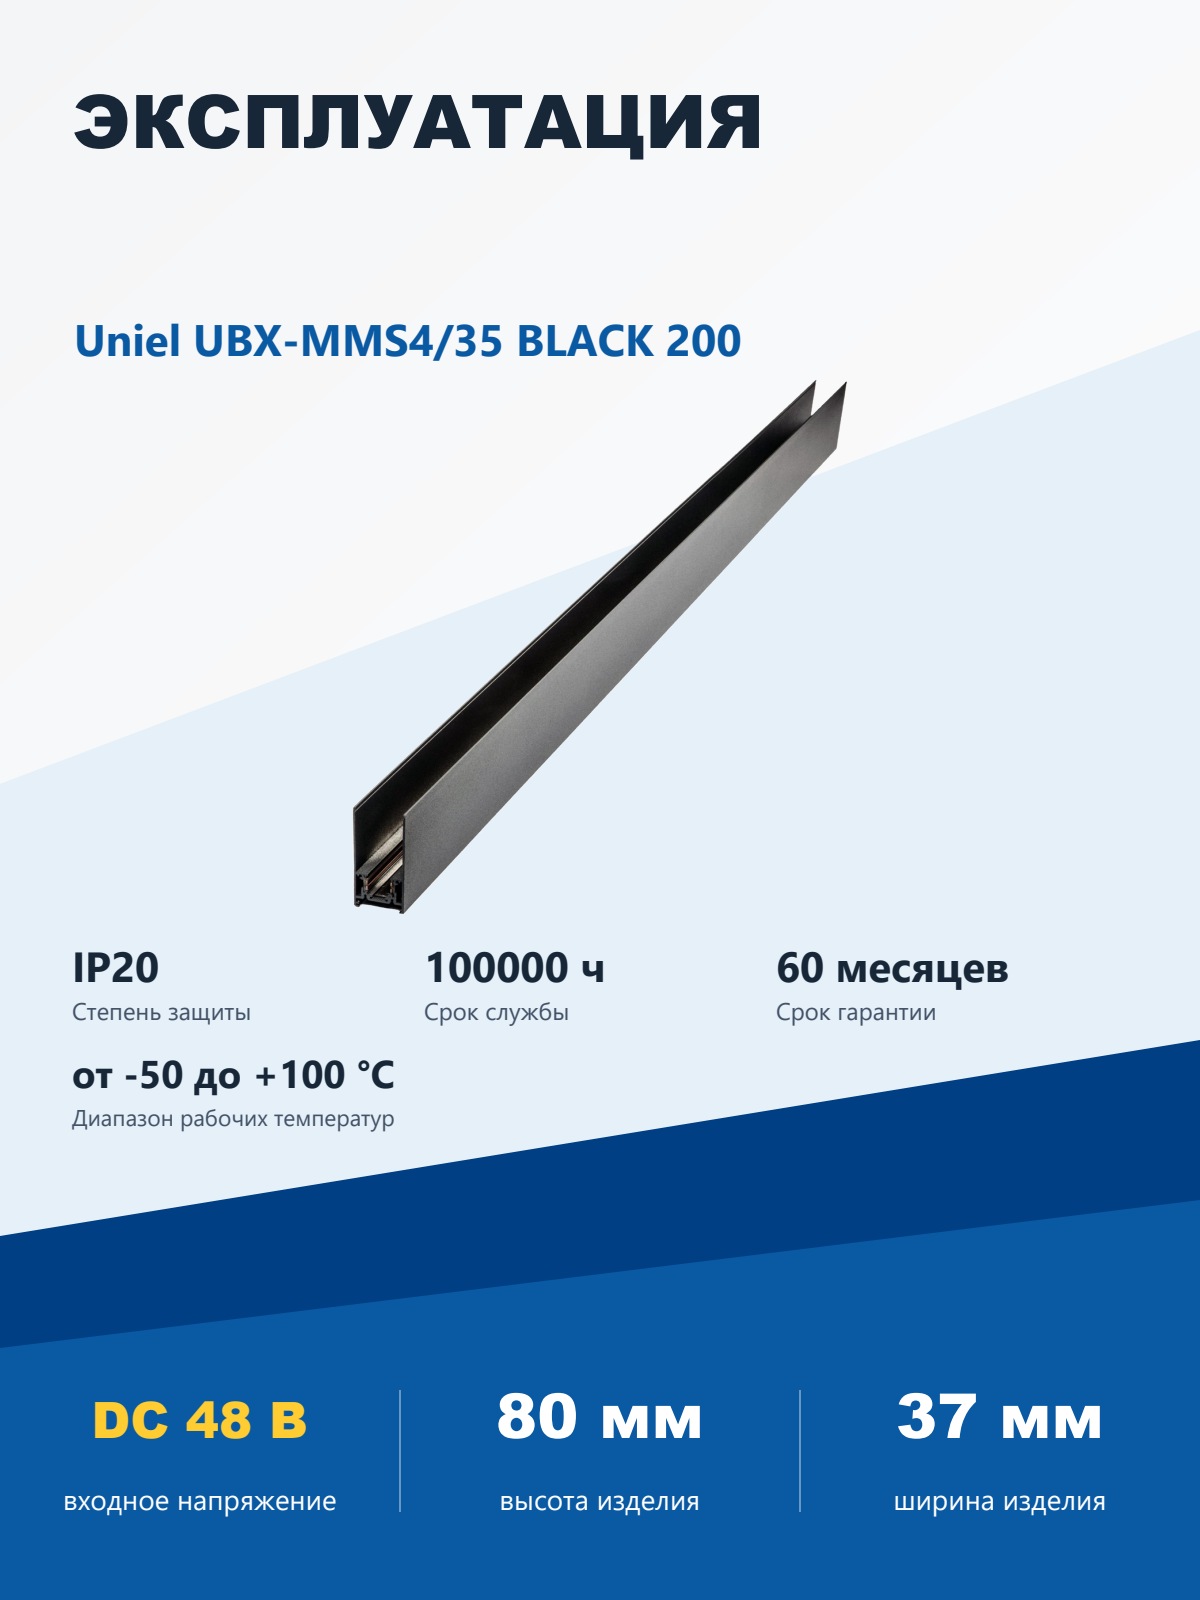 ЭКСПЛУАТАЦИЯ
Uniel UBX-MMS4/35 BLACK 200
IP20
Степень защиты
100000 ч
Срок службы
60 месяцев
Срок гарантии
от -50 до +100 °C
Диапазон рабочих температур
DC 48 В
входное напряжение
80 мм
высота изделия
37 мм
ширина изделия